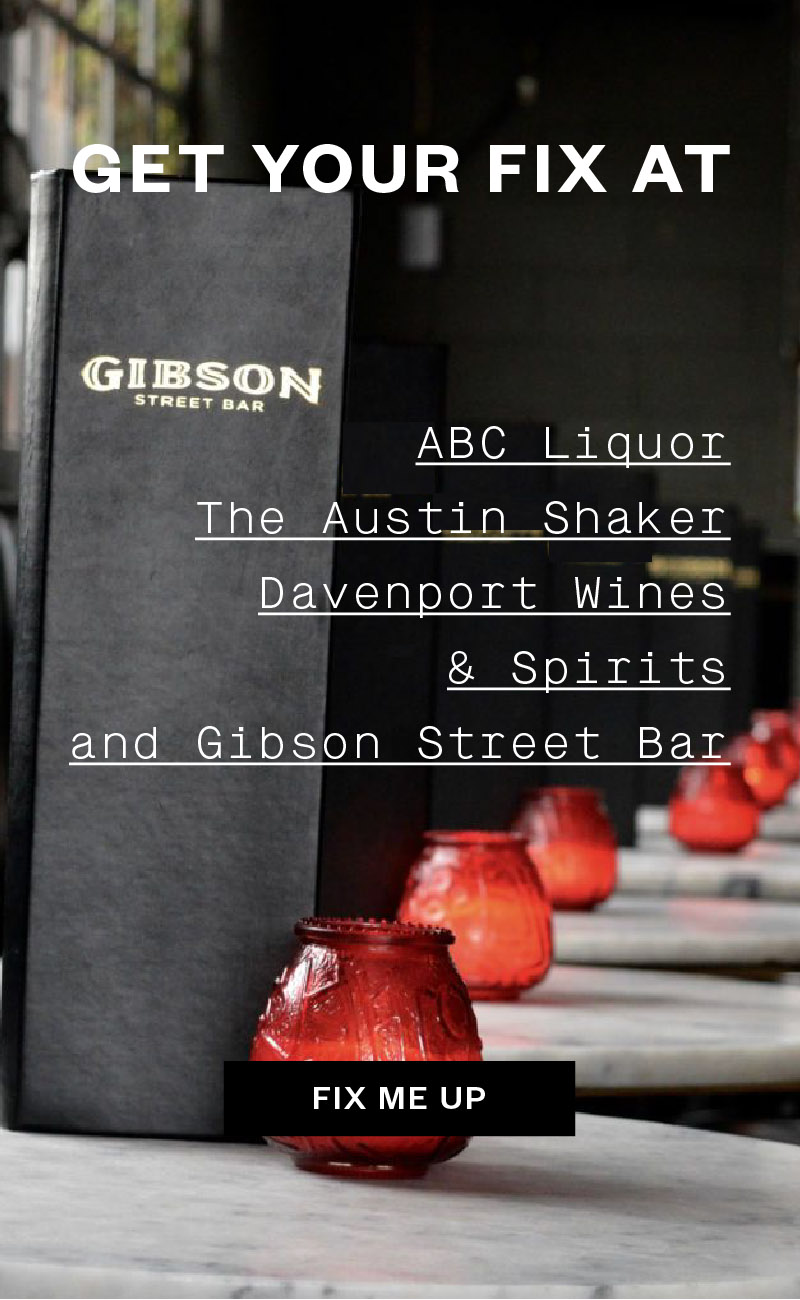 GET YOUR FIX AT
GIBSON
STREET BAR
ABC Liquor
The Austin Shaker
Davenport Wines
& Spirits
and Gibson Street Bar
FIX ME UP